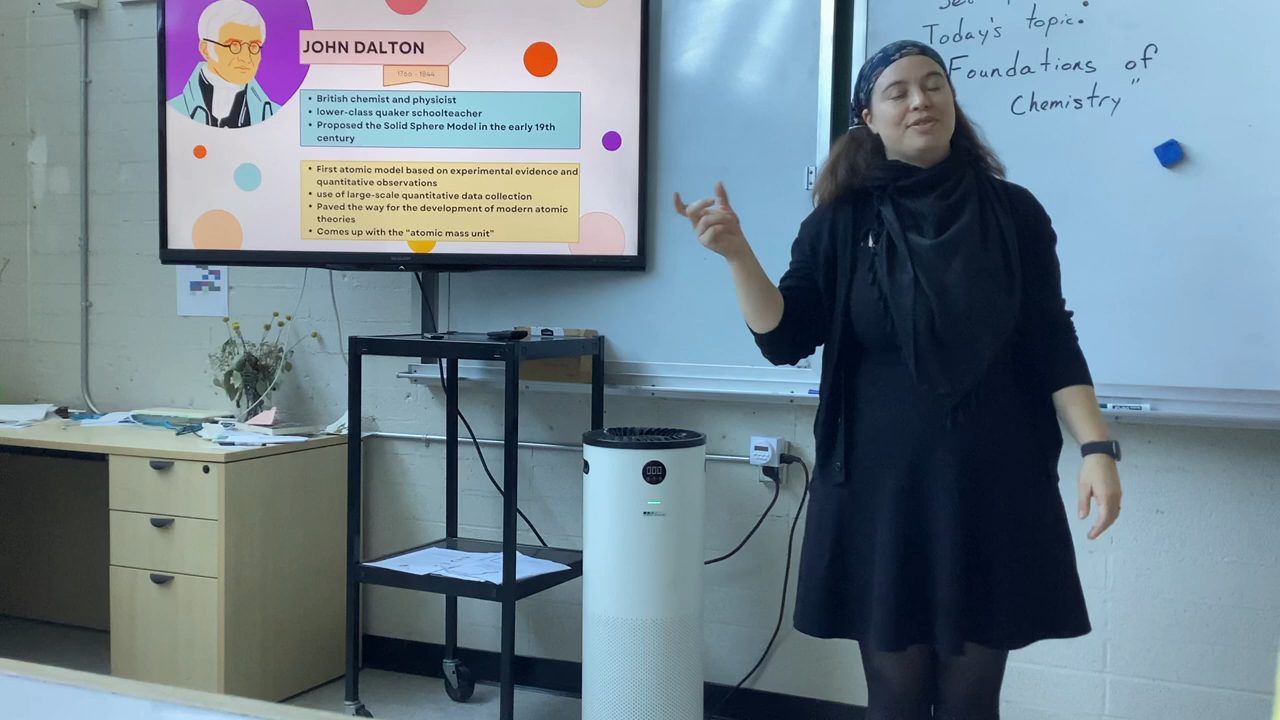 JOHN DALTON
1766 - 1844
• British chemist and physicist
• lower-class quaker schoolteacher
• Proposed the Solid Sphere Model in the early 19th
century
• First atomic model based on experimental evidence and
quantitative observations
• use of large-scale quantitative data collection
• Paved the way for the development of modern atomic
theories
• Comes up with the "atomic mass unit"
Today's topic:
Foundations of
Chemistry"